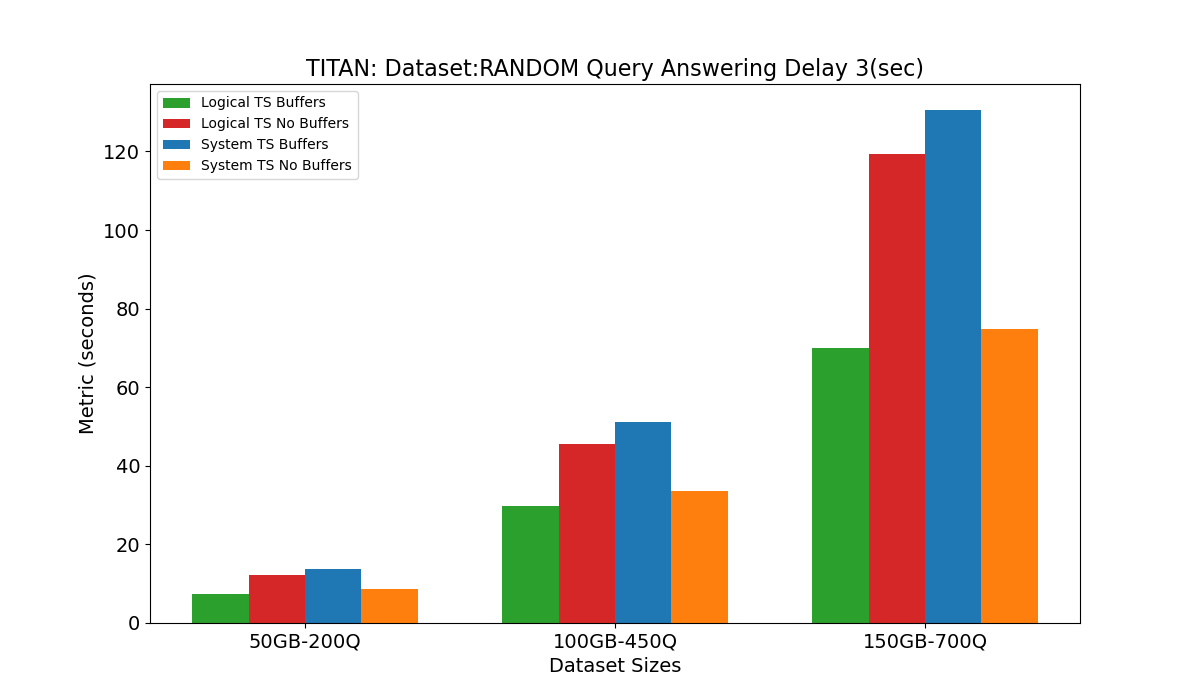 TITAN: Dataset:RANDOM Query Answering Delay 3(sec)
Logical TS Buffers
Logical TS No Buffers
System TS Buffers
System TS No Buffers
Metric (seconds)
120
100
80
60
40
20
0
50GB-200Q
100GB-450Q
150GB-700Q
Dataset Sizes